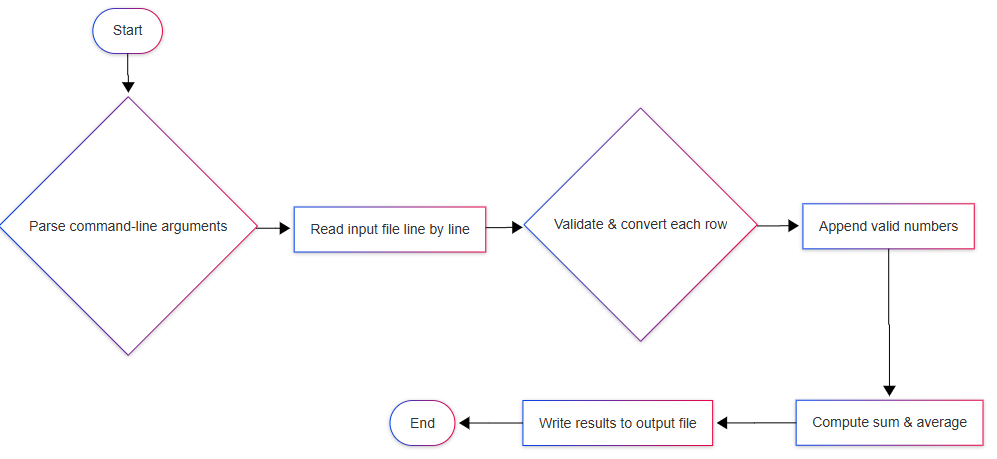 Start
Parse command-line arguments
Read input file line by line
Validate & convert each row
Append valid numbers
Compute sum & average
Write results to output file
End